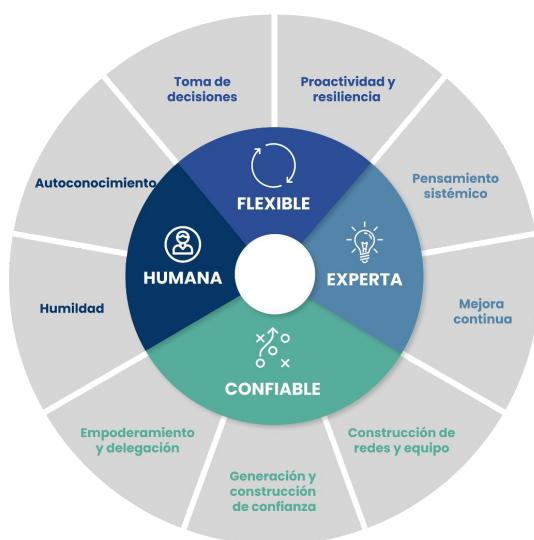 Toma de
decisiones
Proactividad y
resiliencia
Autoconocimiento
Pensamiento
sistémico
FLEXIBLE
HUMANA
EXPERTA
Humildad
Mejora
continua
CONFIABLE
Empoderamiento
y delegación
Construcción de
redes y equipo
Generación y
construcción
de confianza